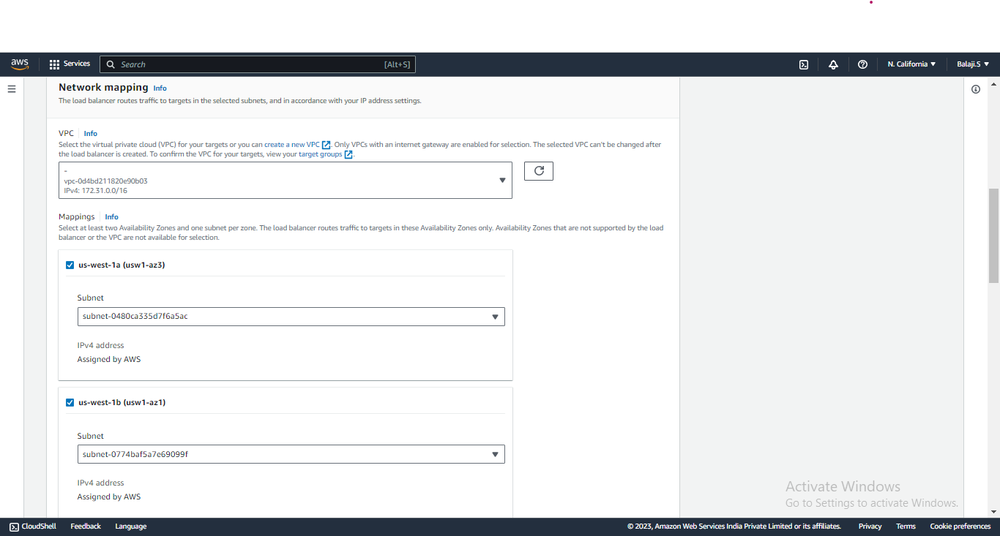 aws Services Search [Alt+S] N. California Balaji.S
Network mapping Info
The load balancer routes traffic to targets in the selected subnets, and in accordance with your IP address settings.
VPC Info
Select the virtual private cloud (VPC) for your targets or you can create a new VPC. Only VPCs with an internet gateway are enabled for selection. The selected VPC can't be changed after
the load balancer is created. To confirm the VPC for your targets, view your target groups.
-
vpc-0d4bd211820e90b03
IPv4: 172.31.0.0/16
Mappings Info
Select at least two Availability Zones and one subnet per zone. The load balancer routes traffic to targets in these Availability Zones only. Availability Zones that are not supported by the load
balancer or the VPC are not available for selection.
us-west-1a (usw1-az3)
Subnet
subnet-0480ca335d7f6a5ac
IPv4 address
Assigned by AWS
us-west-1b (usw1-az1)
Subnet
subnet-0774baf5a7e69099f
IPv4 address
Assigned by AWS
Activate Windows
Go to Settings to activate Windows.
CloudShell Feedback Language © 2023, Amazon Web Services India Private Limited or its affiliates. Privacy Terms Cookie preferences